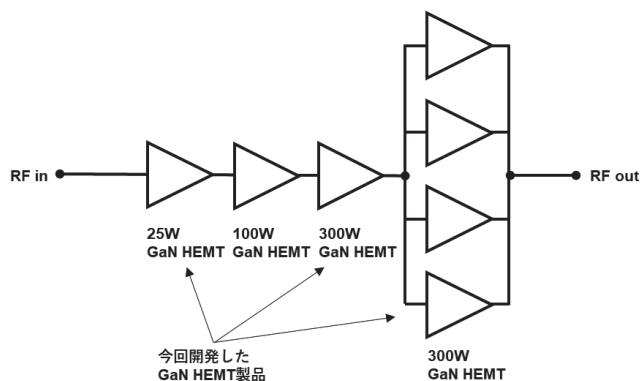 RF in
RF out
25W
GaN HEMT
100W
GaN HEMT
300W
GaN HEMT
今回開発した
GaN HEMT製品
300W
GaN HEMT